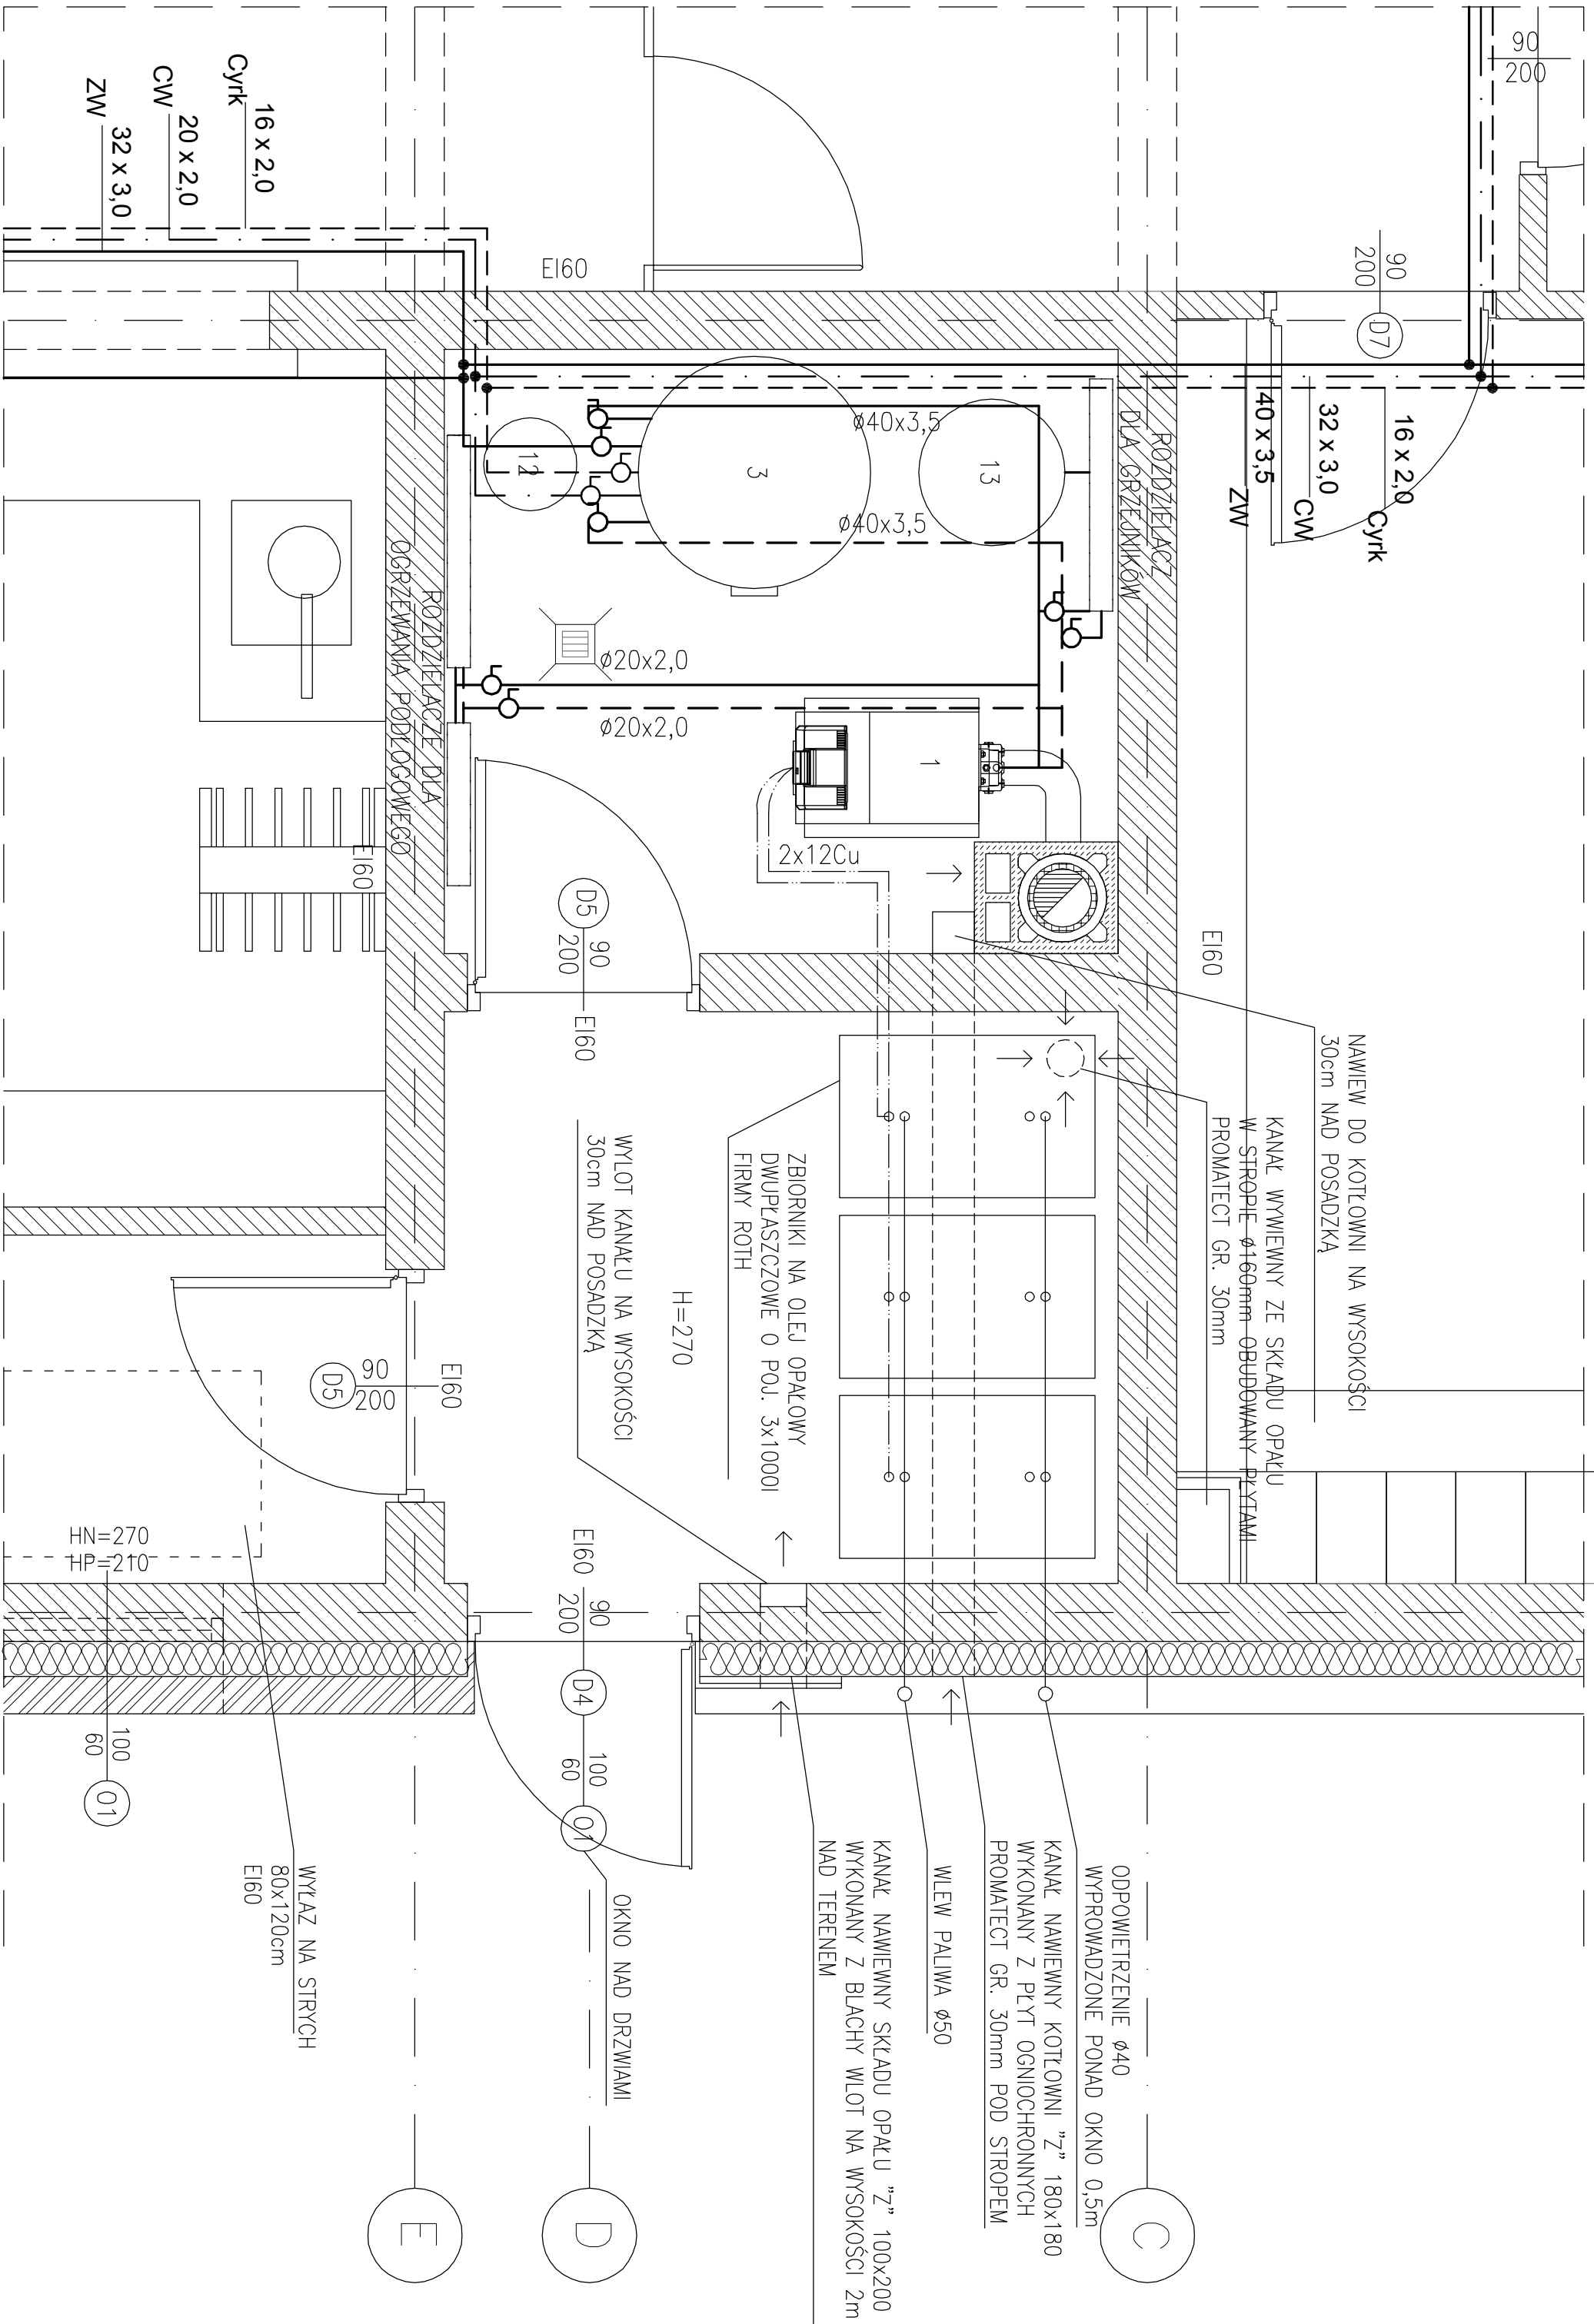 90
200
Cyrk
16 x 2,0
CW
20 x 2,0
ZW
32 x 3,0
EI60
90
200
D7
16 x 2,0
Cyrk
32 x 3,0
CW
40 x 3,5
ZW
ROZDZIELACZ
DLA GRZEJNIKÓW
ø40x3,5
ø40x3,5
12
3
13
ROZDZIELACZE DLA
OGRZEWANIA PODŁOGOWEGO
ø20x2,0
ø20x2,0
1
2x12Cu
EI60
D5
90
200
EI60
EI60
NAWIEW DO KOTŁOWNI NA WYSOKOŚCI
30cm NAD POSADZKĄ
KANAŁ WYWIEWNY ZE SKŁADU OPAŁU
W STROPIE ø160mm OBUDOWANY PŁYTAMI
PROMATECT GR. 30mm
ZBIORNIKI NA OLEJ OPAŁOWY
DWUPŁASZCZOWE O POJ. 3x1000l
FIRMY ROTH
H=270
WYLOT KANAŁU NA WYSOKOŚCI
30cm NAD POSADZKĄ
EI60
90
200
D5
HN=270
HP=210
100
60
O1
EI60
90
200
D4
100
60
O1
OKNO NAD DRZWIAMI
WYŁAZ NA STRYCH
80x120cm
EI60
ODPOWIETRZENIE ø40
WYPROWADZONE PONAD OKNO 0,5m
KANAŁ NAWIEWNY KOTŁOWNI "Z" 180x180
WYKONANY Z PŁYT OGNIOCHRONNYCH
PROMATECT GR. 30mm POD STROPEM
WLEW PALIWA ø50
KANAŁ NAWIEWNY SKŁADU OPAŁU "Z" 100x200
WYKONANY Z BLACHY WLOT NA WYSOKOŚCI 2m
NAD TERENEM
C
D
E